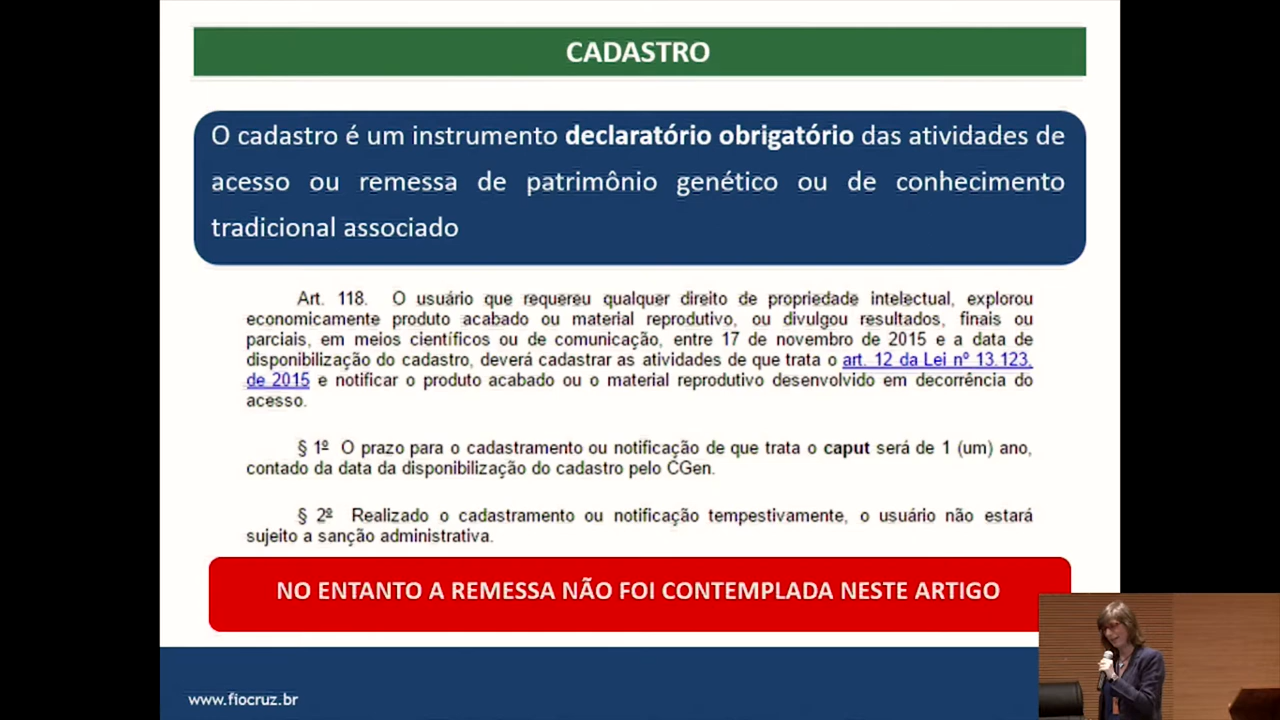 CADASTRO
O cadastro é um instrumento declaratório obrigatório das atividades de
acesso ou remessa de patrimônio genético ou de conhecimento
tradicional associado
Art. 118. O usuário que requereu qualquer direito de propriedade intelectual, explorou
economicamente produto acabado ou material reprodutivo, ou divulgou resultados, finais ou
parciais, em meios científicos ou de comunicação, entre 17 de novembro de 2015 e a data de
disponibilização do cadastro, deverá cadastrar as atividades de que trata o art. 12 da Lei nº 13.123,
de 2015 e notificar o produto acabado ou o material reprodutivo desenvolvido em decorrência do
acesso.
§ 1º O prazo para o cadastramento ou notificação de que trata o caput será de 1 (um) ano,
contado da data da disponibilização do cadastro pelo CGen.
§ 2º Realizado o cadastramento ou notificação tempestivamente, o usuário não estará
sujeito a sanção administrativa.
NO ENTANTO A REMESSA NÃO FOI CONTEMPLADA NESTE ARTIGO
www.fiocruz.br